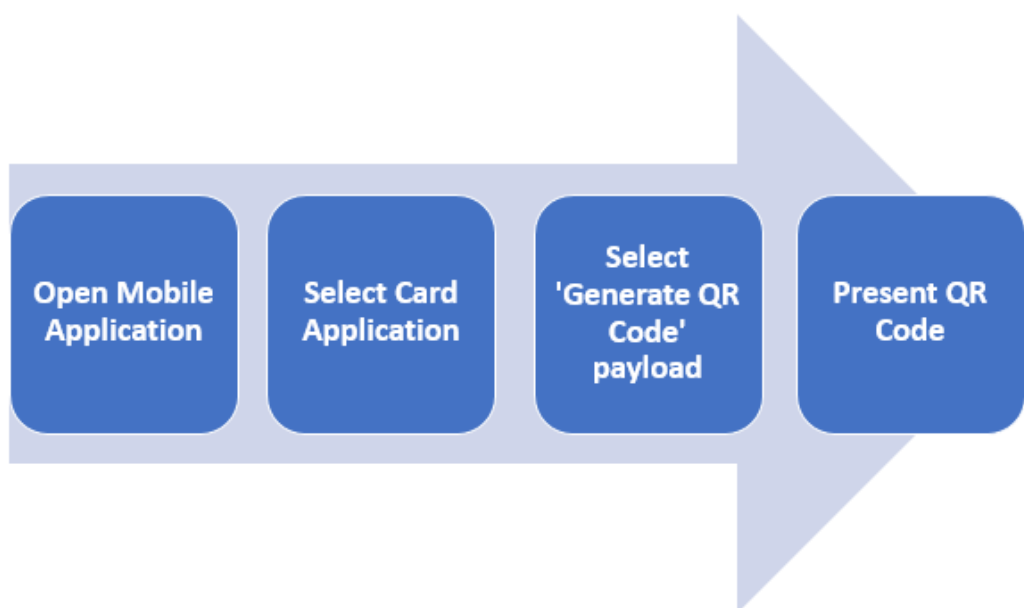 Open Mobile
Application
Select Card
Application
Select
'Generate QR
Code'
payload
Present QR
Code